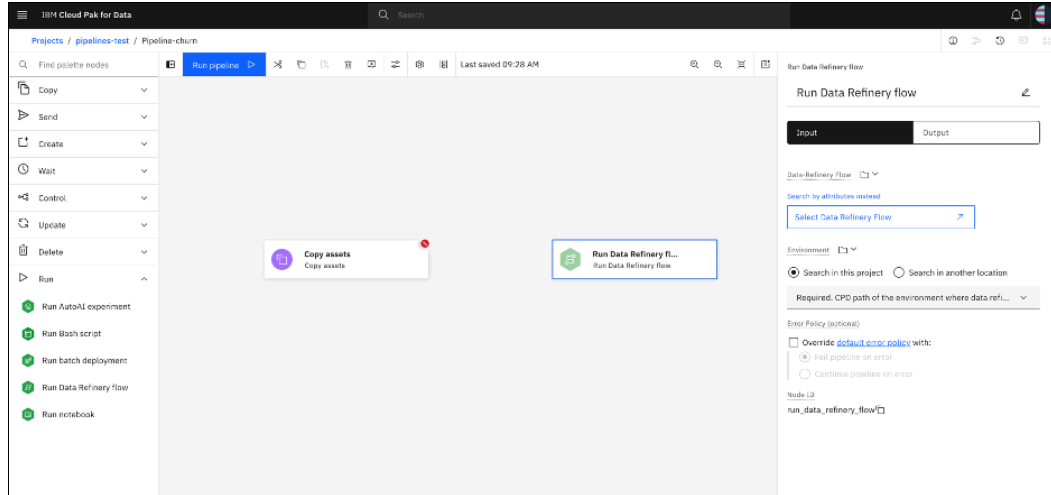 IBM Cloud Pak for Data
Search
Projects / pipelines-test / Pipeline-churn
Find palette nodes
Run pipeline
Last saved 09:28 AM
Copy
Send
Create
Wait
Control
Update
Delete
Run
Run AutoAI experiment
Run Bash script
Run batch deployment
Run Data Refinery flow
Run notebook
Copy assets
Copy assets
Run Data Refinery fl...
Run Data Refinery flow
Run Data Refinery flow
Run Data Refinery flow
Input Output
Data-Refinery Flow
Search by attributes instead
Select Data Refinery Flow
Environment
Search in this project Search in another location
Required. CPD path of the environment where data refi...
Error Policy (optional)
Override default error policy with:
Fail pipeline on error
Continue pipeline on error
Node ID
run_data_refinery_flow